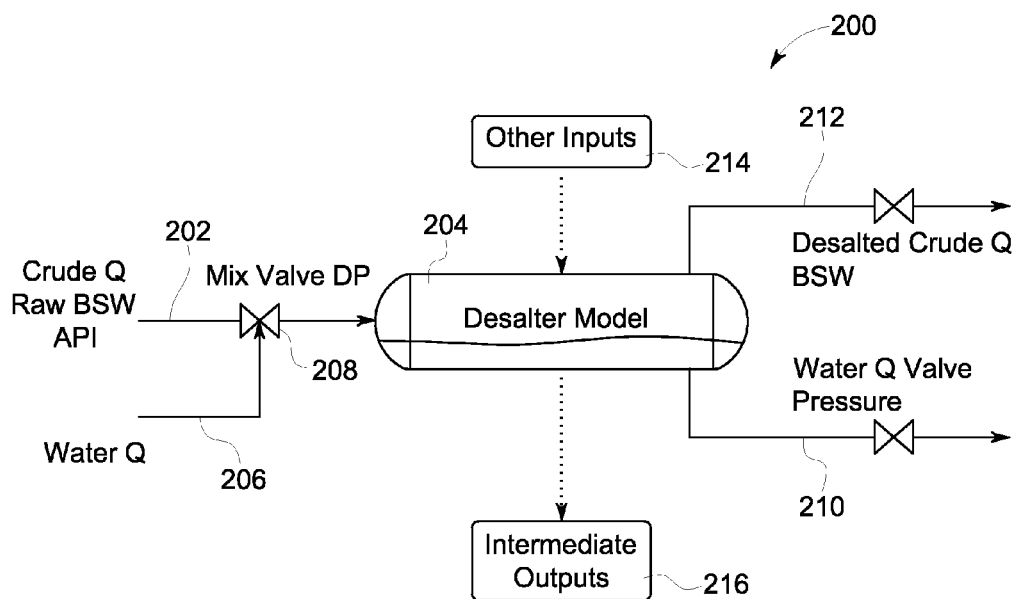 200
212
Other Inputs
214
202
204
Crude Q
Raw BSW
API
Mix Valve DP
Desalter Model
Desalted Crude Q
BSW
208
Water Q Valve
Pressure
Water Q
206
210
Intermediate
Outputs
216